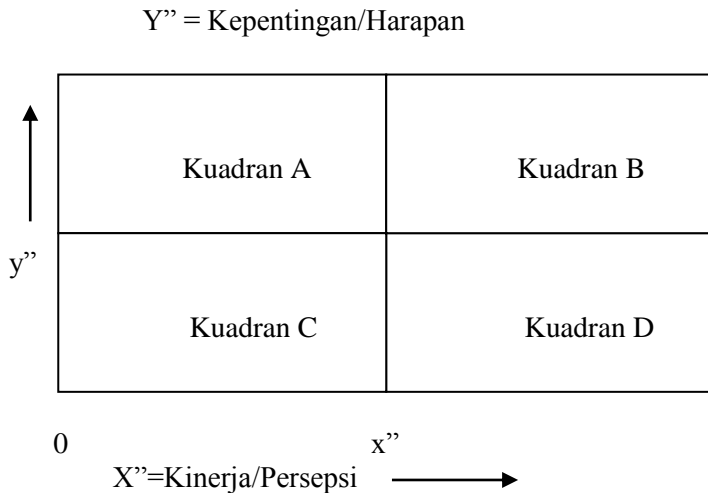 Y” = Kepentingan/Harapan
Kuadran A
Kuadran B
y”
Kuadran C
Kuadran D
0
x”
X”=Kinerja/Persepsi